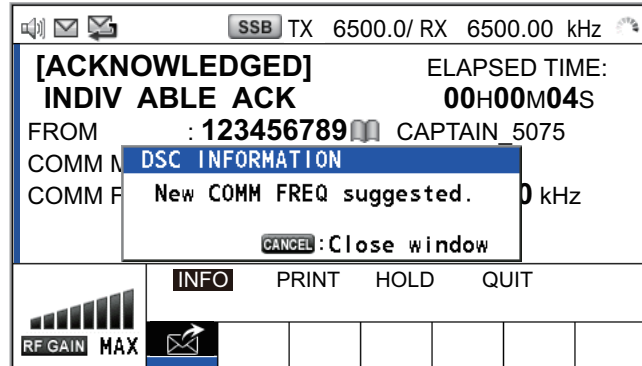 SSB TX 6500.0/ RX 6500.00 kHz
[ACKNOWLEDGED] ELAPSED TIME:
INDIV ABLE ACK 00H00M04S
FROM : 123456789 CAPTAIN_5075
COMM M
DSC INFORMATION
COMM F
New COMM FREQ suggested.
0 kHz
CANCEL:Close window
INFO PRINT HOLD QUIT
RF GAIN MAX